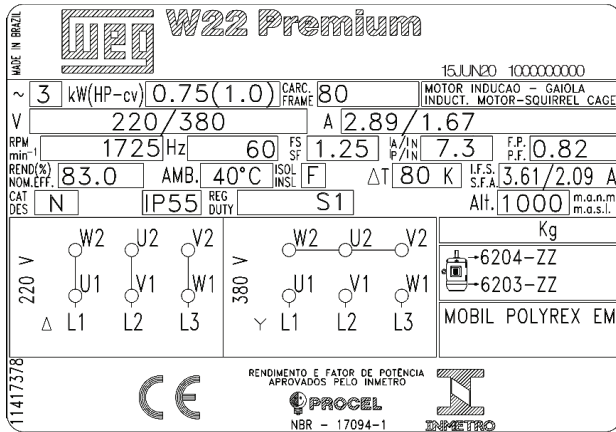 MADE IN BRAZIL
WEG W22 Premium
15JUN20 1000000000
~ 3 kW(HP-cv) 0.75(1.0) CARC. FRAME 80 MOTOR INDUCAO - GAIOLA
INDUCT. MOTOR-SQUIRREL CAGE
V 220/380 A 2.89/1.67
RPM min-1 1725 Hz 60 FS SF 1.25 IA/IN IP/IN 7.3 F.P. P.F. 0.82
REND(%) NOM.EFF. 83.0 AMB. 40°C ISOL INSL F ΔT 80 K I.F.S. S.F.A. 3.61/2.09 A
CAT DES N IP55 REG DUTY S1 Alt. 1000 m.a.n.m m.a.s.l.
220 V
W2 U2 V2
U1 V1 W1
Δ L1 L2 L3
380 V
W2 U2 V2
U1 V1 W1
Y L1 L2 L3
Kg
6204-ZZ
6203-ZZ
MOBIL POLYREX EM
11417378
CE
RENDIMENTO E FATOR DE POTÊNCIA
APROVADOS PELO INMETRO
PROCEL
NBR - 17094-1
INMETRO